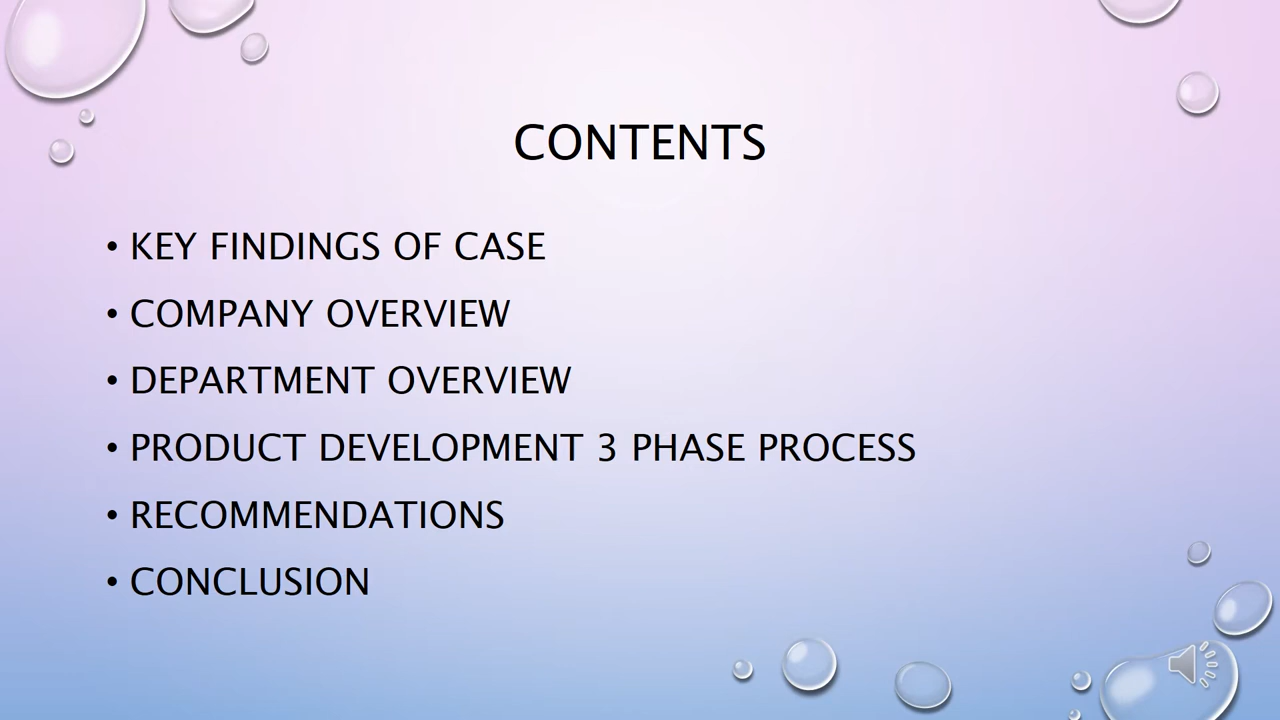 CONTENTS
• KEY FINDINGS OF CASE
• COMPANY OVERVIEW
• DEPARTMENT OVERVIEW
• PRODUCT DEVELOPMENT 3 PHASE PROCESS
• RECOMMENDATIONS
• CONCLUSION